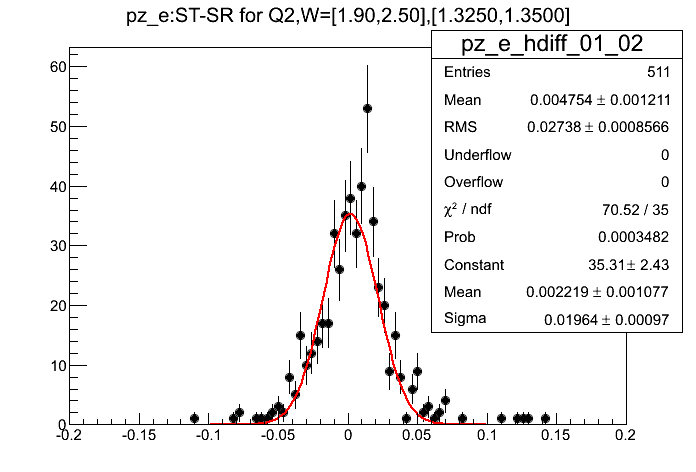 pz_e:ST-SR for Q2,W=[1.90,2.50],[1.3250,1.3500]
pz_e_hdiff_01_02
Entries 511
Mean 0.004754 ± 0.001211
RMS 0.02738 ± 0.0008566
Underflow 0
Overflow 0
χ² / ndf 70.52 / 35
Prob 0.0003482
Constant 35.31 ± 2.43
Mean 0.002219 ± 0.001077
Sigma 0.01964 ± 0.00097
60
50
40
30
20
10
0
-0.2 -0.15 -0.1 -0.05 0 0.05 0.1 0.15 0.2